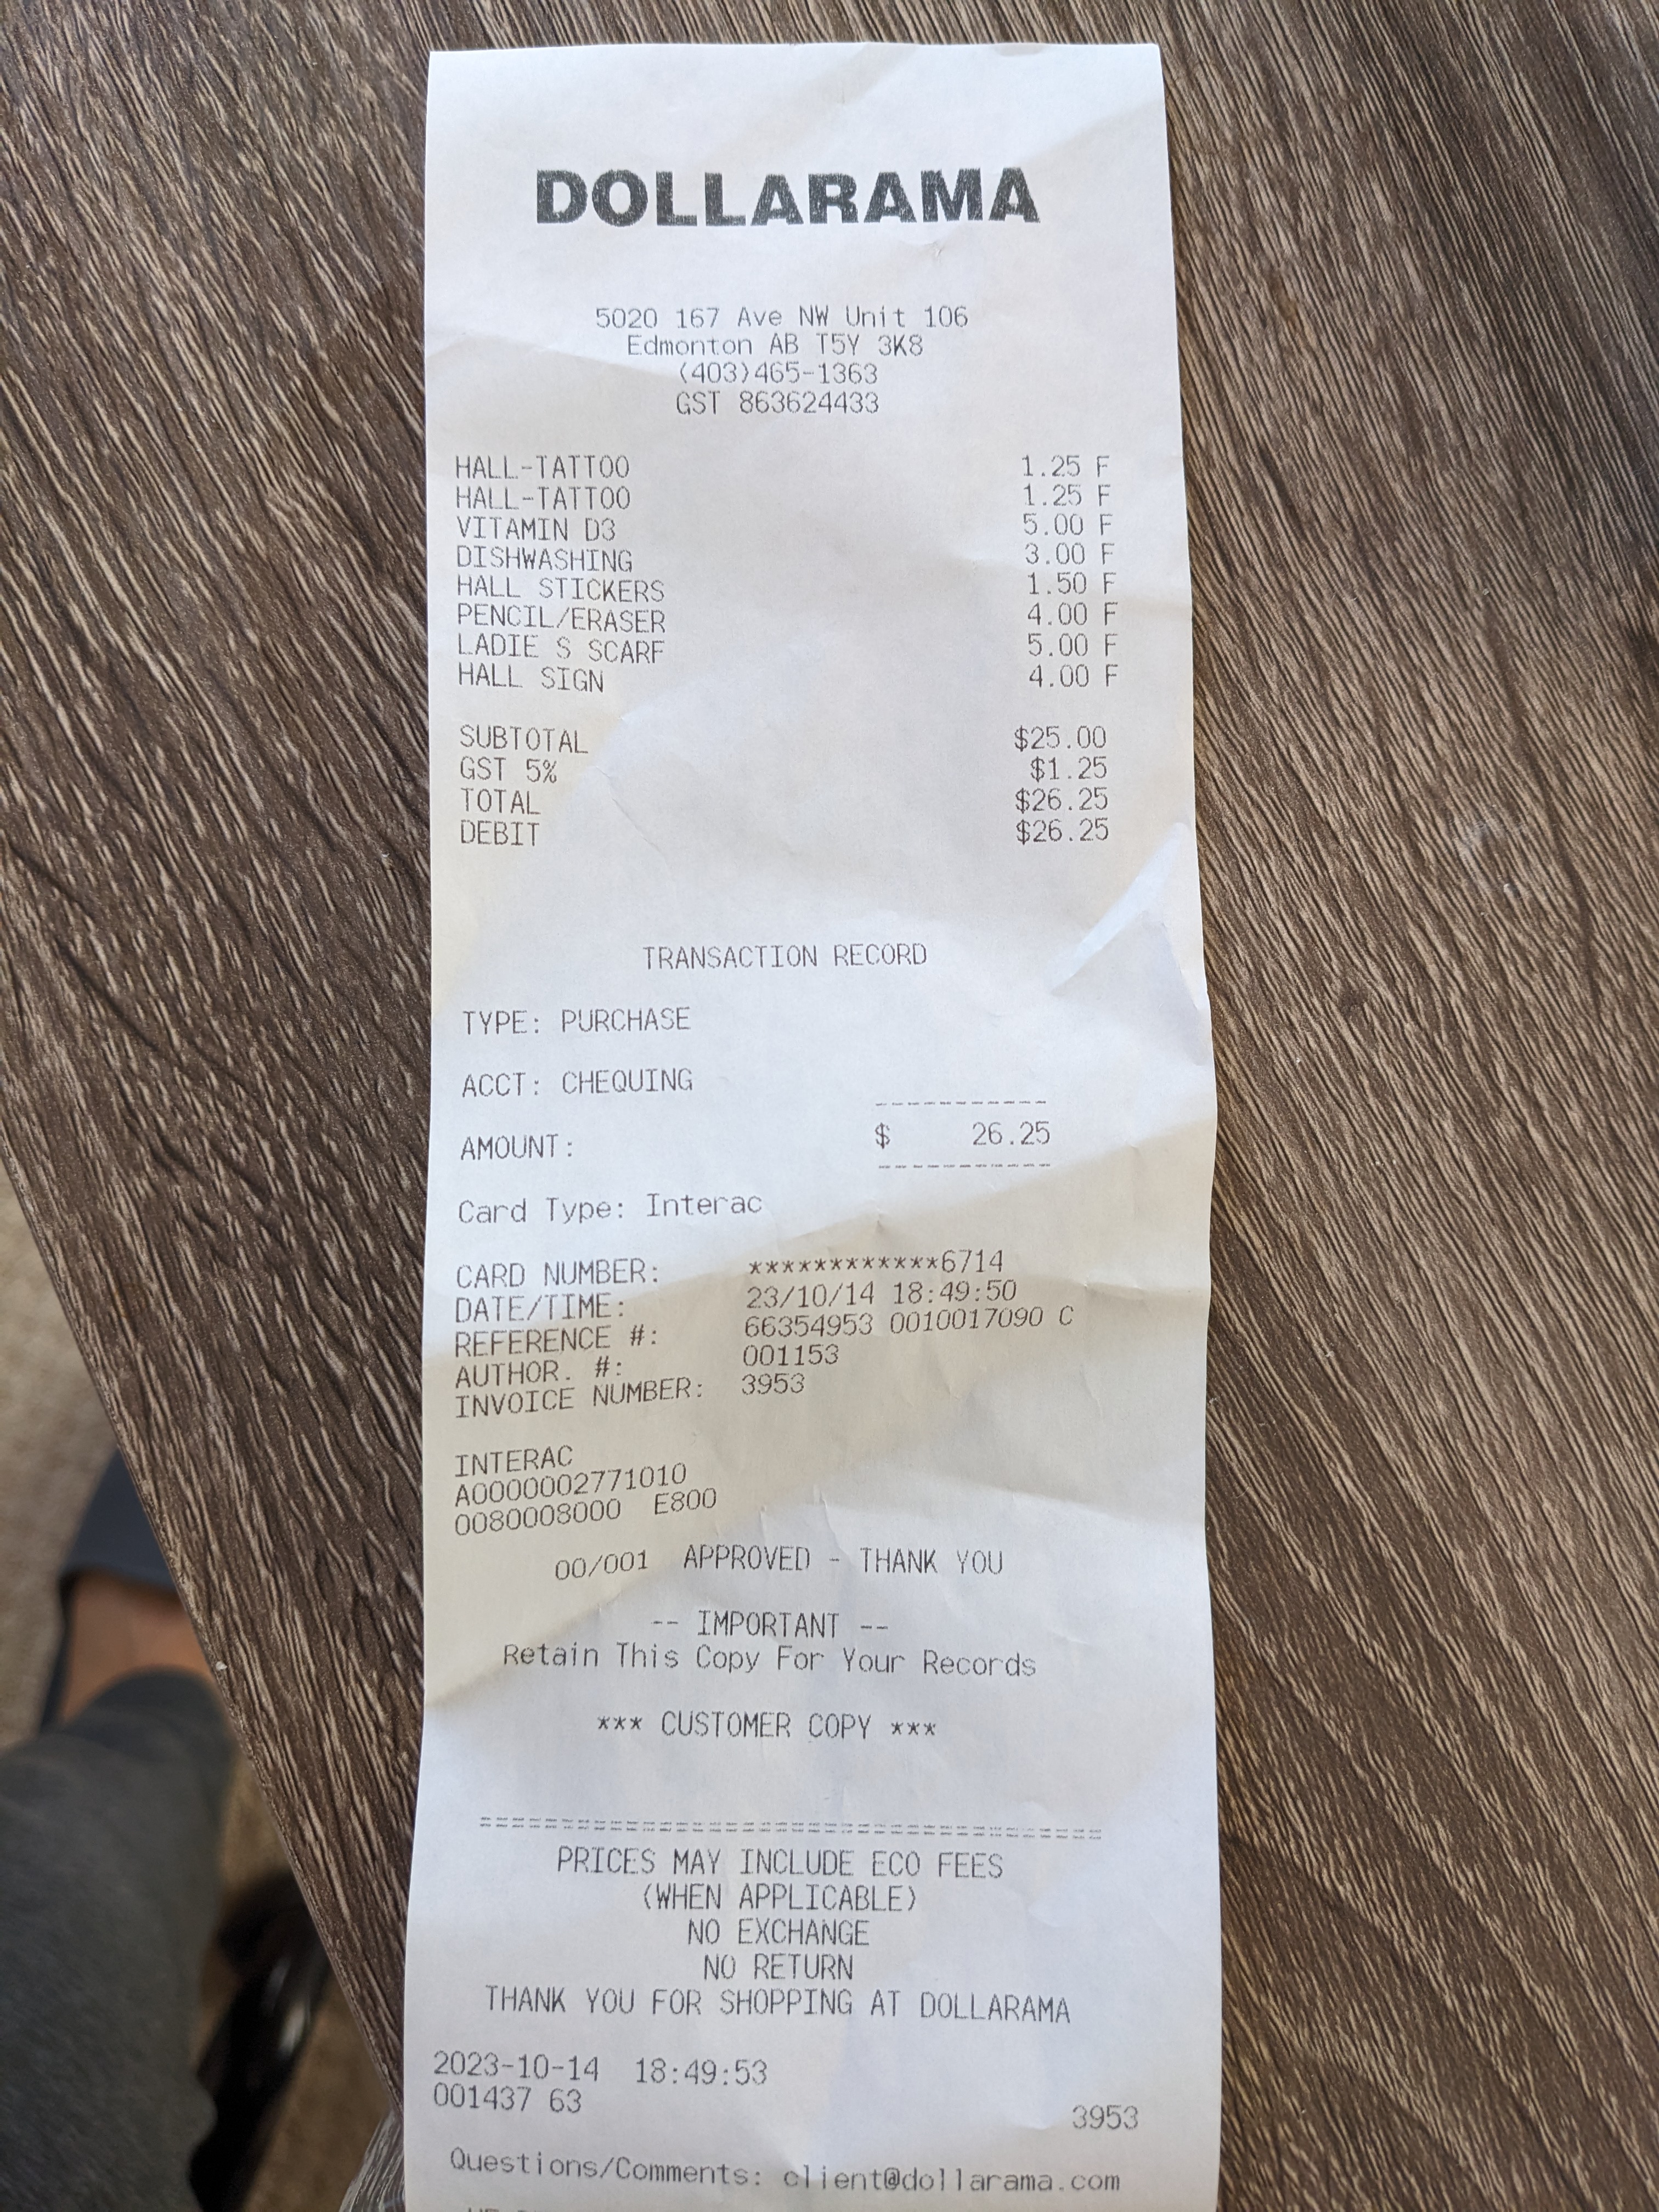 DOLLARAMA
5020 167 Ave NW Unit 106
Edmonton AB T5Y 3K8
(403)465-1363
GST 863624433
HALL-TATTOO 1.25 F
HALL-TATTOO 1.25 F
VITAMIN D3 5.00 F
DISHWASHING 3.00 F
HALL STICKERS 1.50 F
PENCIL/ERASER 4.00 F
LADIE S SCARF 5.00 F
HALL SIGN 4.00 F
SUBTOTAL $25.00
GST 5% $1.25
TOTAL $26.25
DEBIT $26.25
TRANSACTION RECORD
TYPE: PURCHASE
ACCT: CHEQUING
AMOUNT: $ 26.25
Card Type: Interac
CARD NUMBER: ************6714
DATE/TIME: 23/10/14 18:49:50
REFERENCE #: 66354953 0010017090 C
AUTHOR. #: 001153
INVOICE NUMBER: 3953
INTERAC
A0000002771010
0080008000 E800
00/001 APPROVED - THANK YOU
-- IMPORTANT --
Retain This Copy For Your Records
*** CUSTOMER COPY ***
PRICES MAY INCLUDE ECO FEES
(WHEN APPLICABLE)
NO EXCHANGE
NO RETURN
THANK YOU FOR SHOPPING AT DOLLARAMA
2023-10-14 18:49:53
001437 63 3953
Questions/Comments: client@dollarama.com